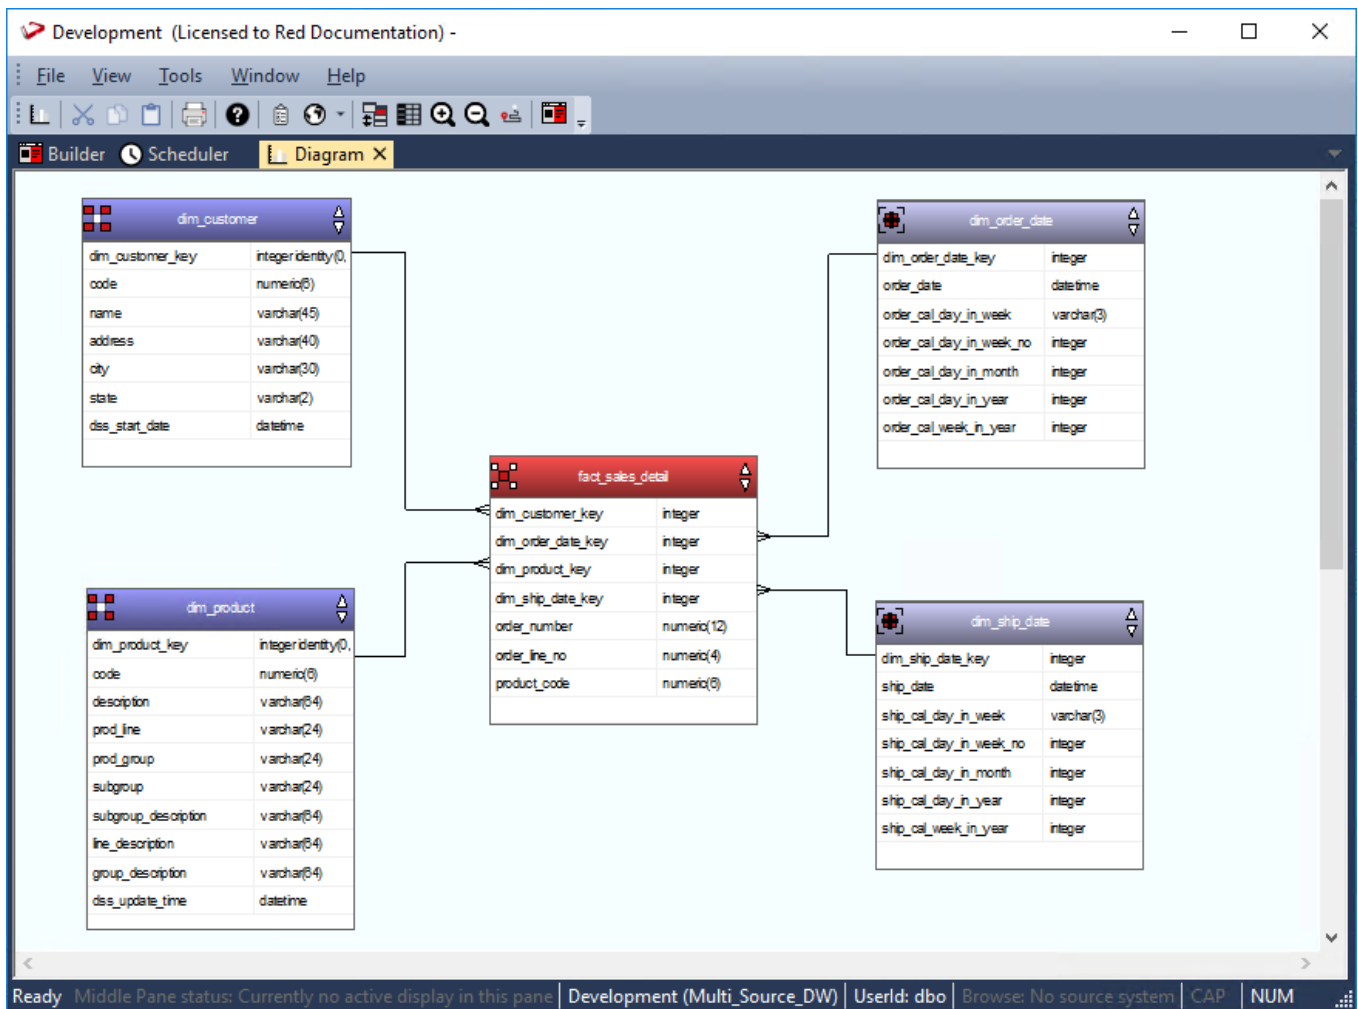 Development (Licensed to Red Documentation) -
File View Tools Window Help
Builder Scheduler Diagram
dim_customer
dim_customer_key integer identity(0,
code numeric(6)
name varchar(45)
address varchar(40)
city varchar(30)
state varchar(2)
dss_start_date datetime
dim_order_date
dim_order_date_key integer
order_date datetime
order_cal_day_in_week varchar(3)
order_cal_day_in_week_no integer
order_cal_day_in_month integer
order_cal_day_in_year integer
order_cal_week_in_year integer
fact_sales_detail
dim_customer_key integer
dim_order_date_key integer
dim_product_key integer
dim_ship_date_key integer
order_number numeric(12)
order_line_no numeric(4)
product_code numeric(6)
dim_product
dim_product_key integer identity(0,
code numeric(6)
description varchar(64)
prod_line varchar(24)
prod_group varchar(24)
subgroup varchar(24)
subgroup_description varchar(64)
line_description varchar(64)
group_description varchar(64)
dss_update_time datetime
dim_ship_date
dim_ship_date_key integer
ship_date datetime
ship_cal_day_in_week varchar(3)
ship_cal_day_in_week_no integer
ship_cal_day_in_month integer
ship_cal_day_in_year integer
ship_cal_week_in_year integer
Ready Middle Pane status: Currently no active display in this pane Development (Multi_Source_DW) UserId: dbo Browse: No source system CAP NUM